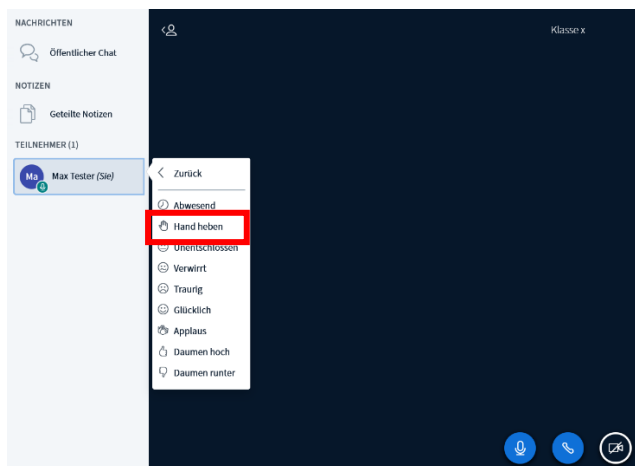 NACHRICHTEN
Öffentlicher Chat
NOTIZEN
Geteilte Notizen
TEILNEHMER (1)
Ma
Max Tester (Sie)
Klasse x
Zurück
Abwesend
Hand heben
Unentschlossen
Verwirrt
Traurig
Glücklich
Applaus
Daumen hoch
Daumen runter